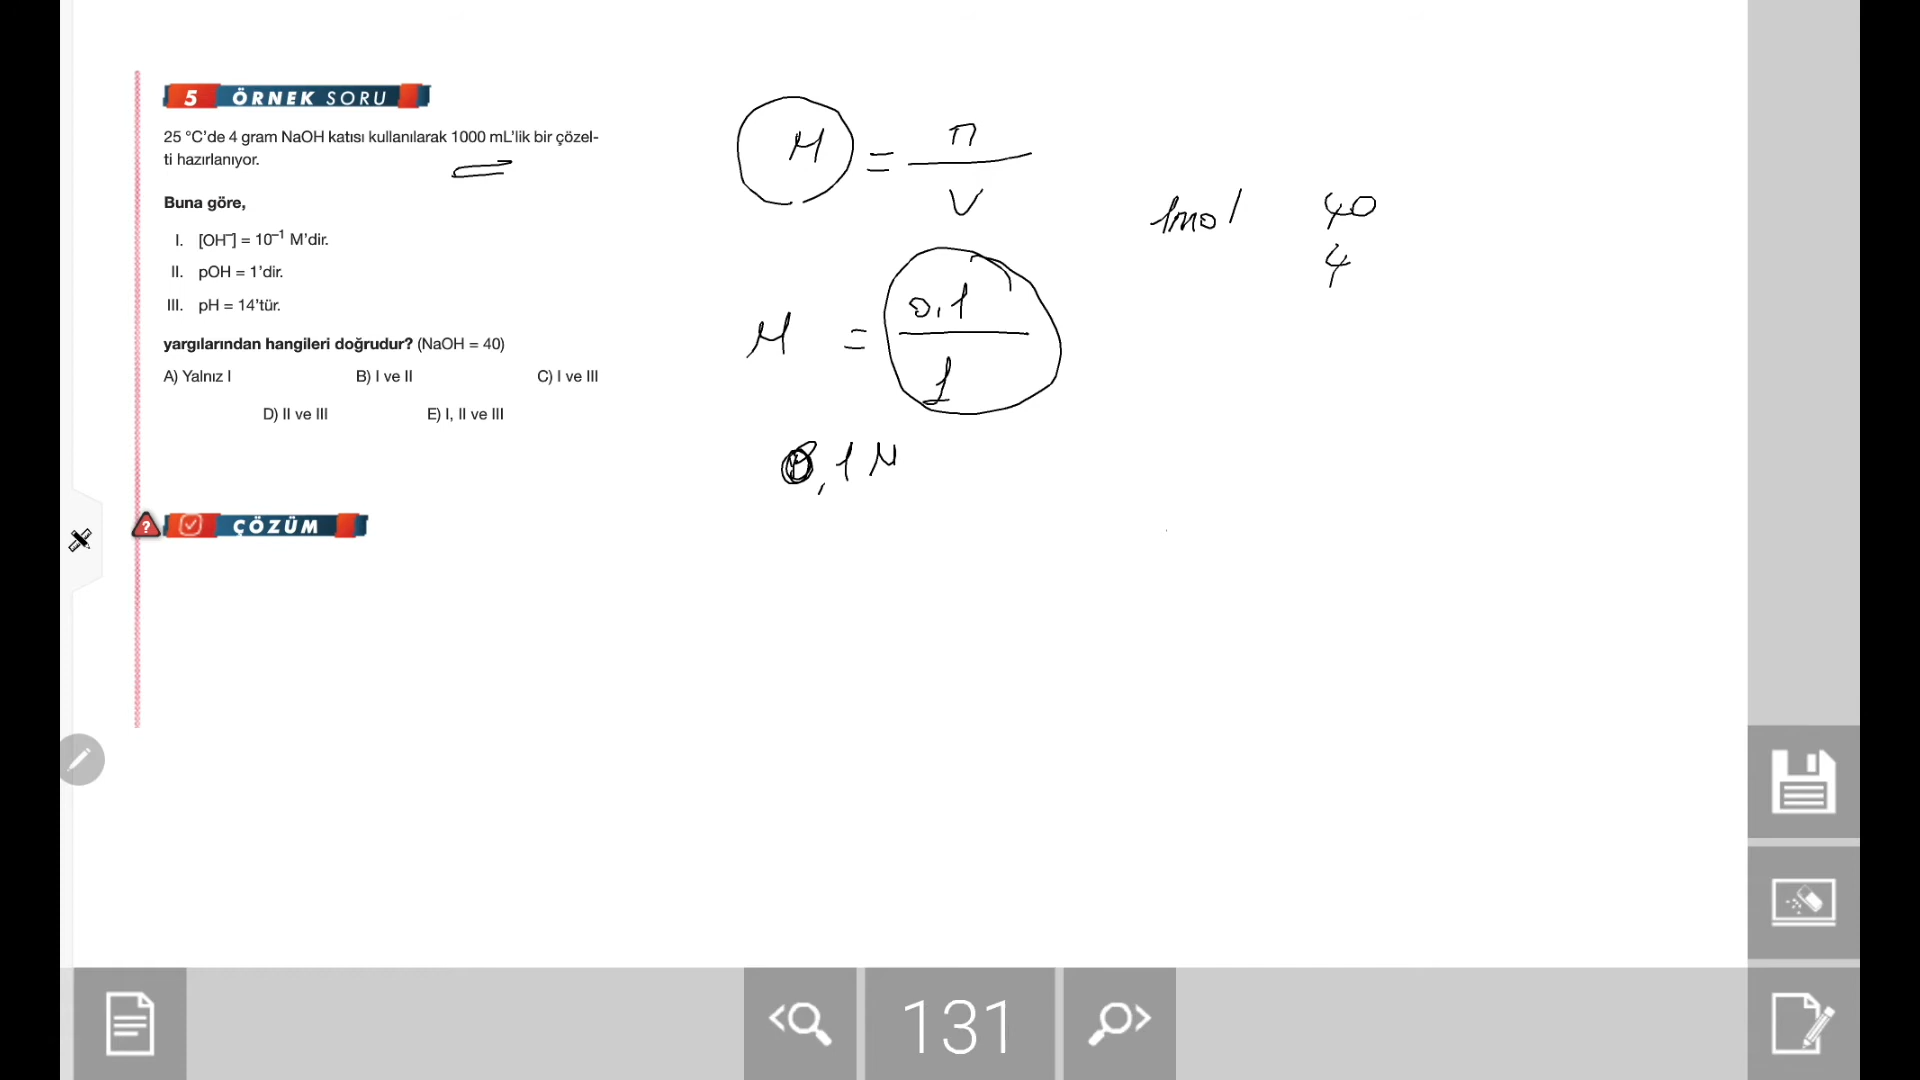 5 ÖRNEK SORU
25 °C'de 4 gram NaOH katısı kullanılarak 1000 mL'lik bir çözel-
ti hazırlanıyor.
Buna göre,
I. [OH⁻] = 10⁻¹ M'dir.
II. pOH = 1'dir.
III. pH = 14'tür.
yargılarından hangileri doğrudur? (NaOH = 40)
A) Yalnız I B) I ve II C) I ve III
D) II ve III E) I, II ve III
? ÇÖZÜM
M = n
V
1mol 40
4
M = 0,1
1
0,1 M
131